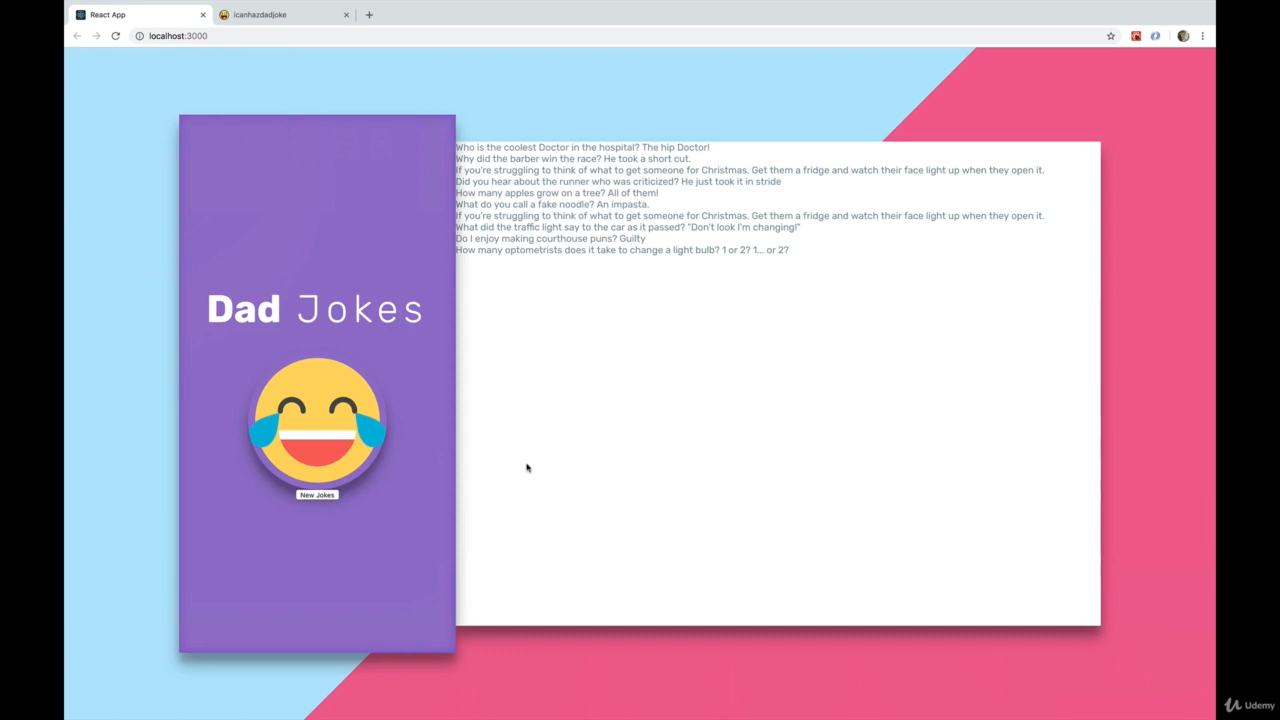 React App
icanhazdadjoke
localhost:3000
Dad Jokes
New Jokes
Who is the coolest Doctor in the hospital? The hip Doctor!
Why did the barber win the race? He took a short cut.
If you're struggling to think of what to get someone for Christmas. Get them a fridge and watch their face light up when they open it.
Did you hear about the runner who was criticized? He just took it in stride
How many apples grow on a tree? All of them!
What do you call a fake noodle? An impasta.
If you're struggling to think of what to get someone for Christmas. Get them a fridge and watch their face light up when they open it.
What did the traffic light say to the car as it passed? "Don't look I'm changing!"
Do I enjoy making courthouse puns? Guilty
How many optometrists does it take to change a light bulb? 1 or 2? 1... or 2?
Udemy